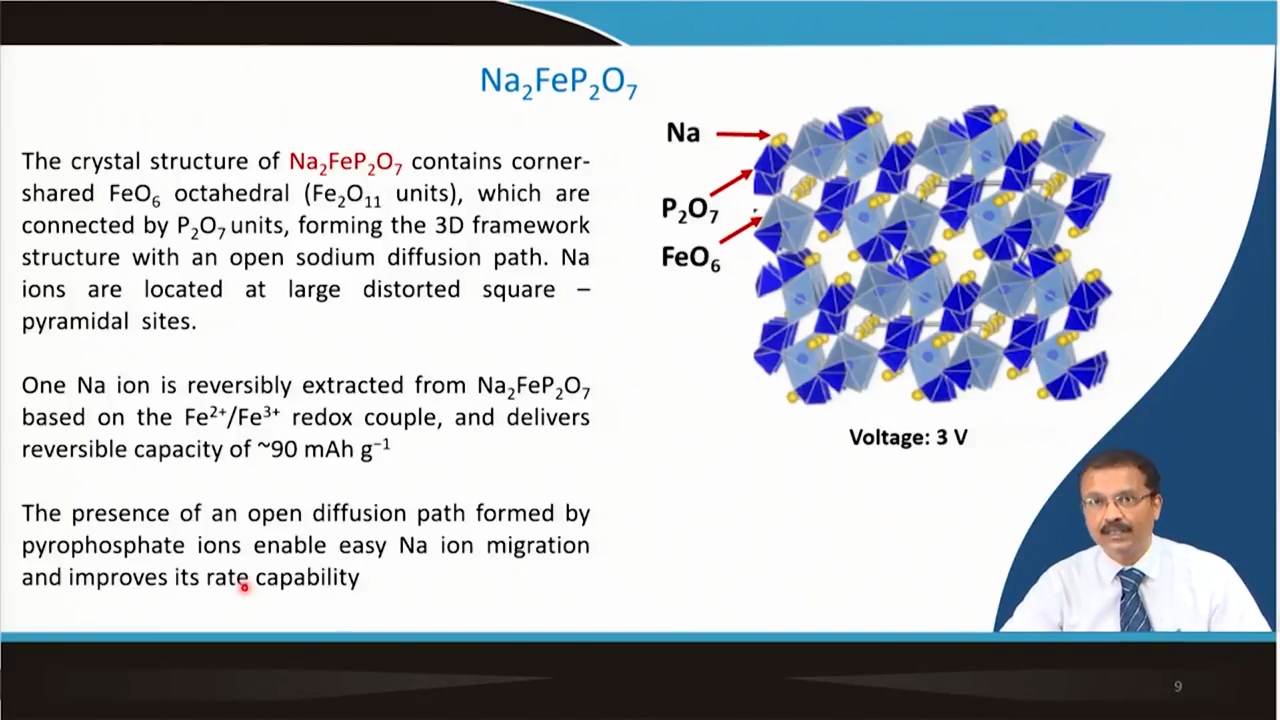 Na₂FeP₂O₇
The crystal structure of Na₂FeP₂O₇ contains corner-
shared FeO₆ octahedral (Fe₂O₁₁ units), which are
connected by P₂O₇ units, forming the 3D framework
structure with an open sodium diffusion path. Na
ions are located at large distorted square –
pyramidal sites.
One Na ion is reversibly extracted from Na₂FeP₂O₇
based on the Fe²⁺/Fe³⁺ redox couple, and delivers
reversible capacity of ~90 mAh g⁻¹
The presence of an open diffusion path formed by
pyrophosphate ions enable easy Na ion migration
and improves its rate capability
Na
P₂O₇
FeO₆
Voltage: 3 V
9